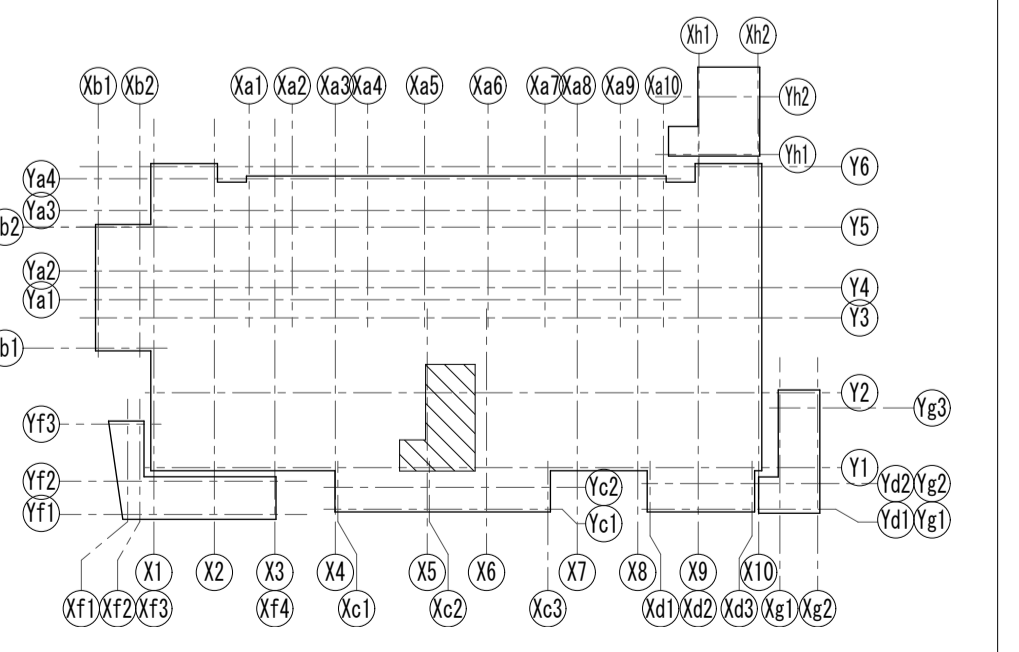 Xh1 Xh2
Xb1 Xb2 Xa1 Xa2 Xa3 Xa4 Xa5 Xa6 Xa7 Xa8 Xa9 Xa10
Yh2
Yh1
Ya4 Y6
Ya3
b2 Y5
Ya2
Ya1 Y4
Y3
b1
Y2
Yf3 Yg3
Y1
Yf2 Yc2 Yd2 Yg2
Yf1 Yc1 Yd1 Yg1
X1 X2 X3 X4 X5 X6 X7 X8 X9 X10
Xf1 Xf2 Xf3 Xf4 Xc1 Xc2 Xc3 Xd1 Xd2 Xd3 Xg1 Xg2